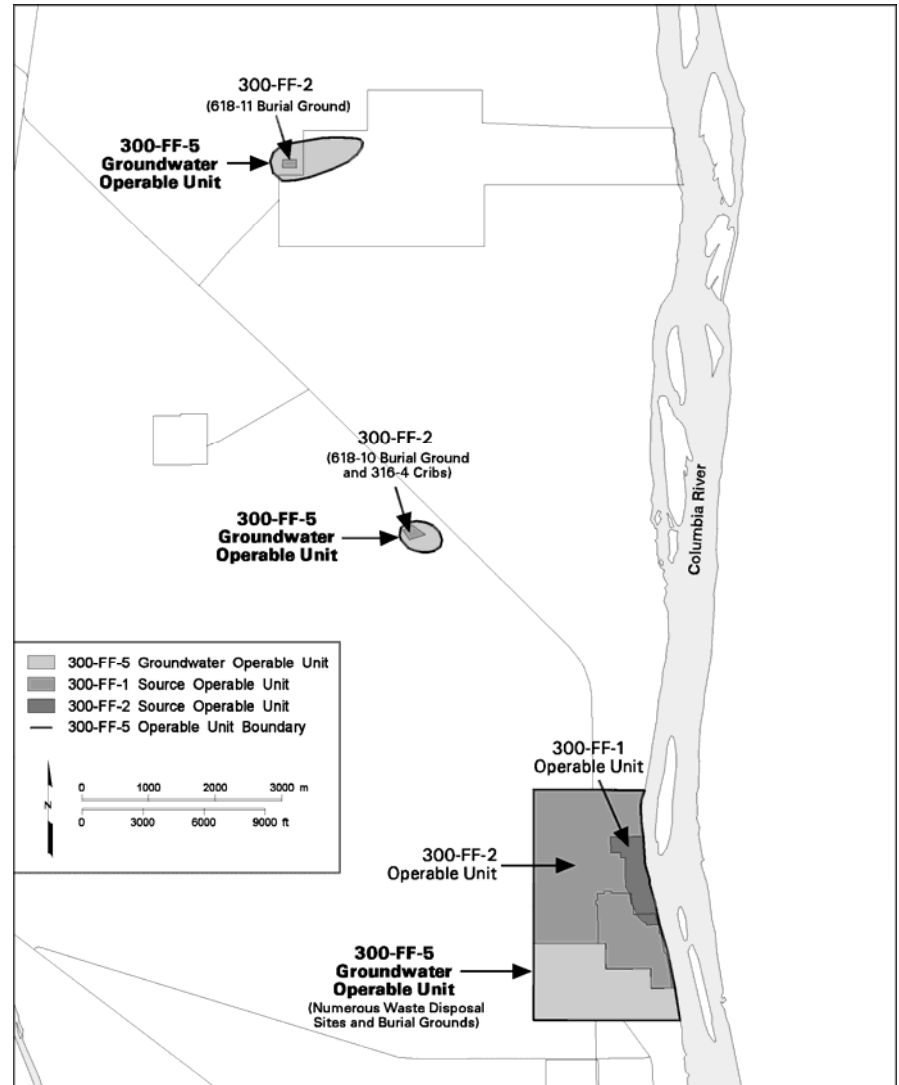 300-FF-2
(618-11 Burial Ground)
300-FF-5
Groundwater
Operable Unit
300-FF-2
(618-10 Burial Ground
and 316-4 Cribs)
300-FF-5
Groundwater
Operable Unit
Columbia River
300-FF-5 Groundwater Operable Unit
300-FF-1 Source Operable Unit
300-FF-2 Source Operable Unit
300-FF-5 Operable Unit Boundary
N
0 1000 2000 3000 m
0 3000 6000 9000 ft
300-FF-1
Operable Unit
300-FF-2
Operable Unit
300-FF-5
Groundwater
Operable Unit
(Numerous Waste Disposal
Sites and Burial Grounds)